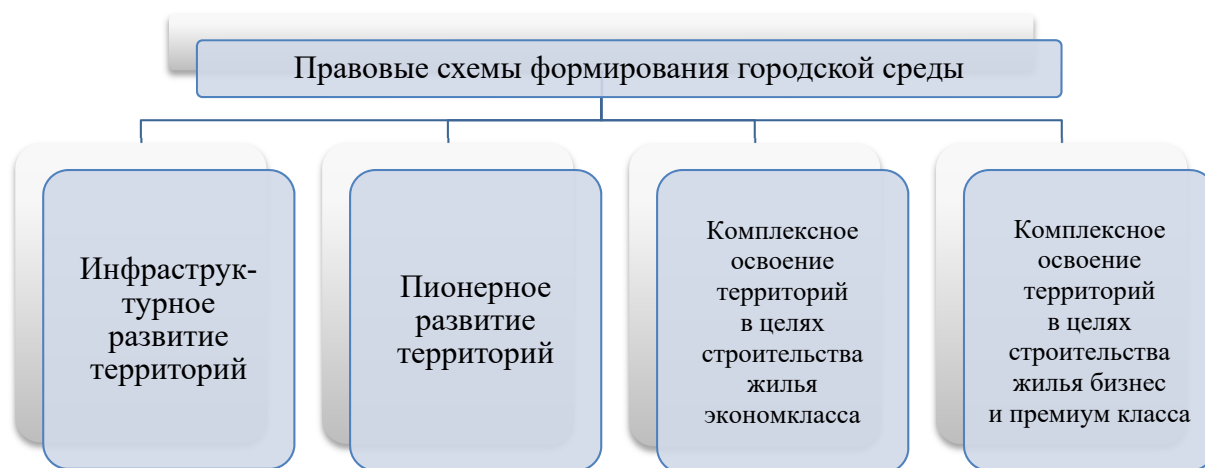 Правовые схемы формирования городской среды
Инфраструк-
турное
развитие
территорий
Пионерное
развитие
территорий
Комплексное
освоение
территорий
в целях
строительства
жилья
экономкласса
Комплексное
освоение
территорий
в целях
строительства
жилья бизнес
и премиум класса